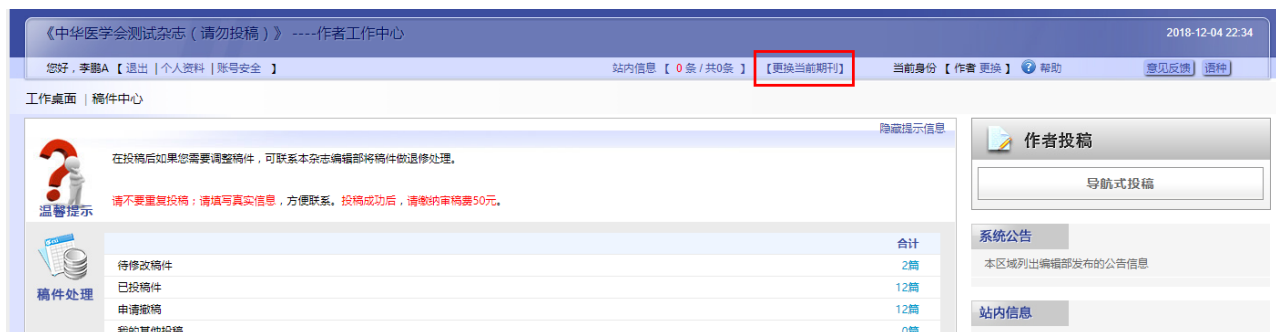 《中华医学会测试杂志（请勿投稿）》 ----作者工作中心
2018-12-04 22:34
您好，李鹏A 【 退出 | 个人资料 | 账号安全 】 站内信息 【 0 条 / 共0条 】 【更换当前期刊】 当前身份 【 作者 更换 】 ? 帮助 意见反馈 语种
工作桌面 | 稿件中心
隐藏提示信息
在投稿后如果您需要调整稿件，可联系本杂志编辑部将稿件做退修处理。
请不要重复投稿；请填写真实信息，方便联系。投稿成功后，请缴纳审稿费50元。
温馨提示
合计
待修改稿件 2篇
已投稿件 12篇
申请撤稿 12篇
我的其他投稿 0篇
稿件处理
作者投稿
导航式投稿
系统公告
本区域列出编辑部发布的公告信息
站内信息